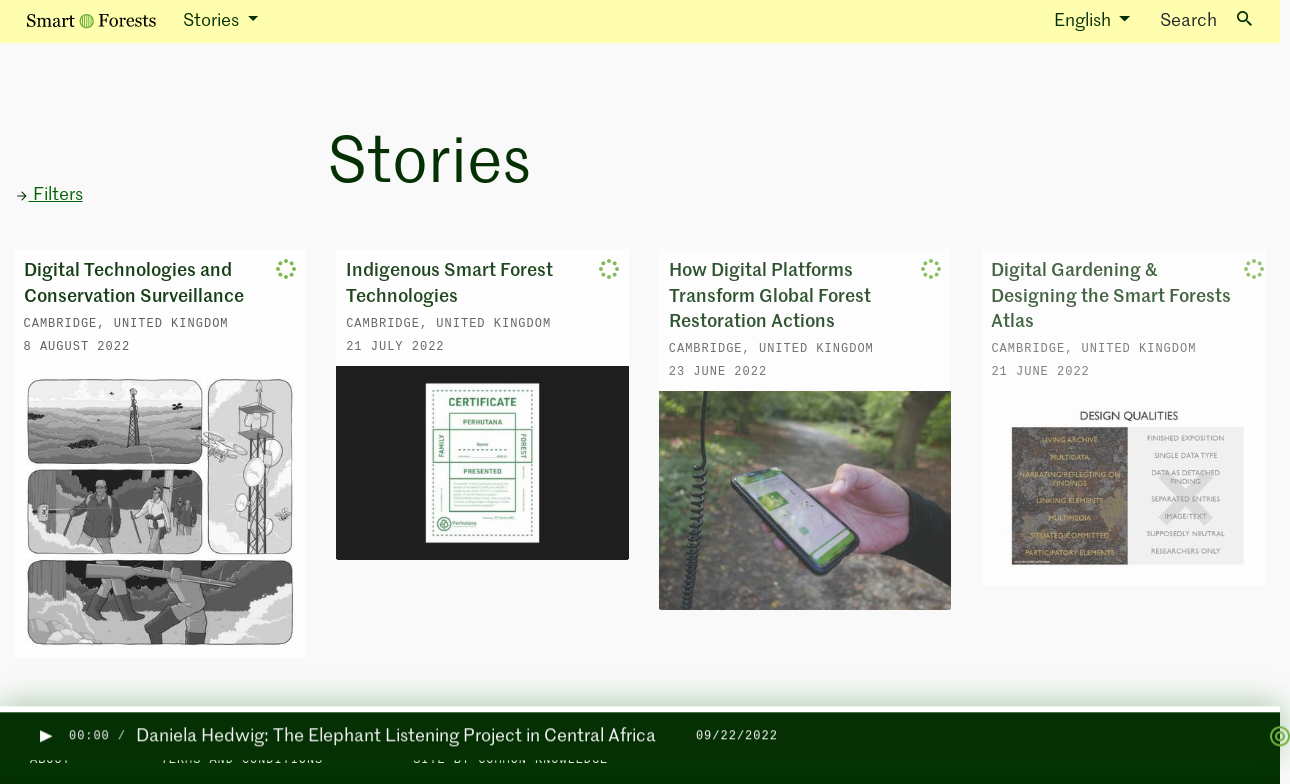 Smart Forests
Stories
English
Search
Stories
Filters
Digital Technologies and
Conservation Surveillance
CAMBRIDGE, UNITED KINGDOM
8 AUGUST 2022
Indigenous Smart Forest
Technologies
CAMBRIDGE, UNITED KINGDOM
21 JULY 2022
CERTIFICATE
PERHUTANA
FAMILY
Name
FOREST
PRESENTED
Perhutana
How Digital Platforms
Transform Global Forest
Restoration Actions
CAMBRIDGE, UNITED KINGDOM
23 JUNE 2022
Digital Gardening &
Designing the Smart Forests
Atlas
CAMBRIDGE, UNITED KINGDOM
21 JUNE 2022
DESIGN QUALITIES
LIVING ARCHIVE
MULTIDATA
NARRATING/REFLECTING ON
FINDINGS
LINKING ELEMENTS
MULTIMEDIA
SITUATED/COMMITTED
PARTICIPATORY ELEMENTS
FINISHED EXPOSITION
SINGLE DATA TYPE
DATA AS DETACHED
FINDING
SEPARATED ENTRIES
IMAGE/TEXT
SUPPOSEDLY NEUTRAL
RESEARCHERS ONLY
00:00 / Daniela Hedwig: The Elephant Listening Project in Central Africa 09/22/2022
ABOUT
TERMS AND CONDITIONS
SITE BY COMMON KNOWLEDGE